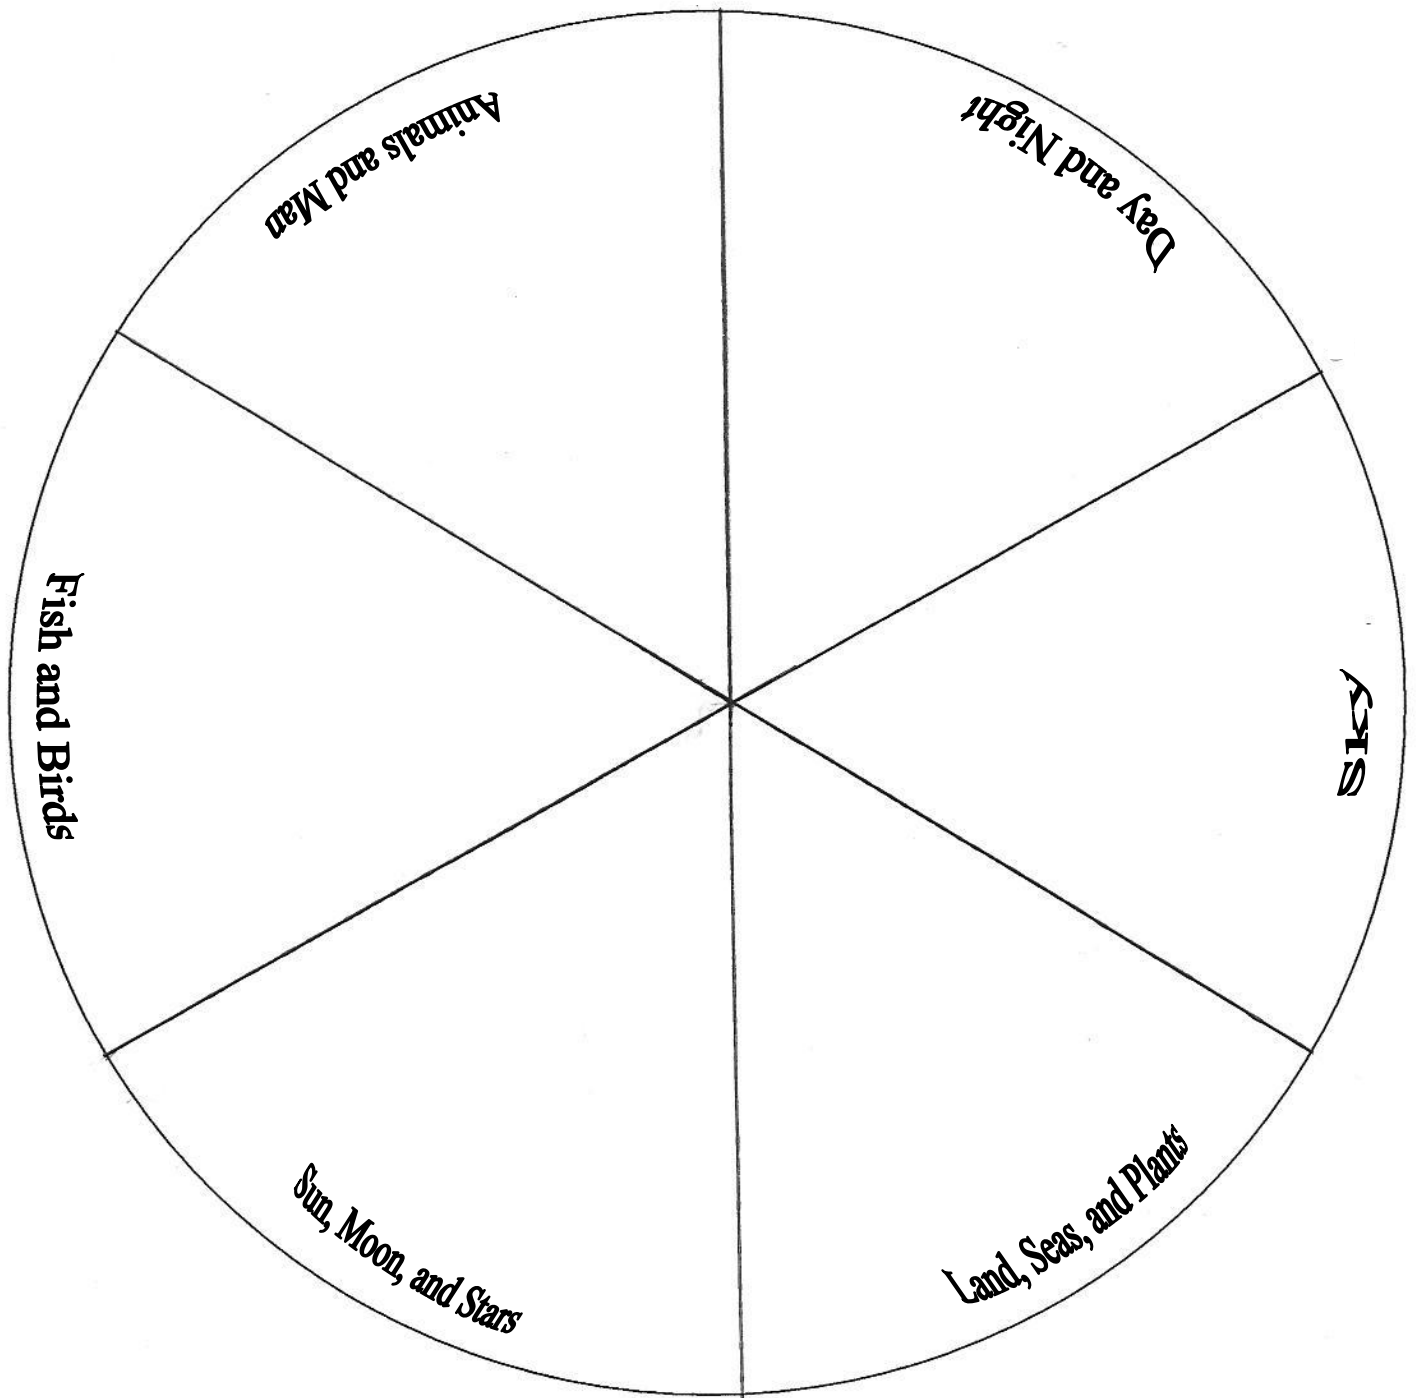 Day and Night
Sky
Land, Seas, and Plants
Sun, Moon, and Stars
Fish and Birds
Animals and Man